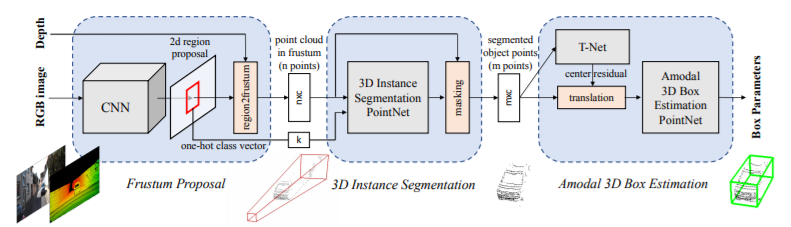 Depth
RGB image
CNN
2d region
proposal
region2frustum
one-hot class vector
Frustum Proposal
point cloud
in frustum
(n points)
nxc
k
3D Instance
Segmentation
PointNet
masking
3D Instance Segmentation
segmented
object points
(m points)
mxc
T-Net
center residual
translation
Amodal
3D Box
Estimation
PointNet
Amodal 3D Box Estimation
Box Parameters